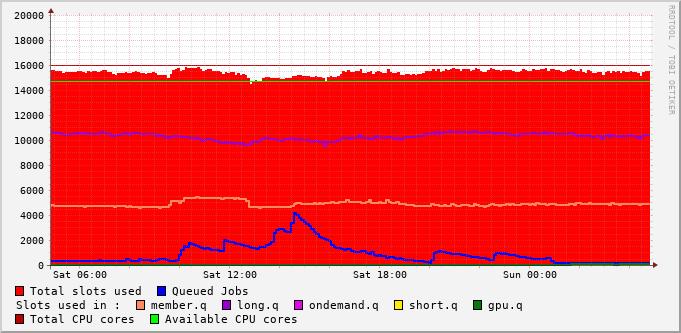 20000
18000
16000
14000
12000
10000
8000
6000
4000
2000
0
Sat 06:00 Sat 12:00 Sat 18:00 Sun 00:00
RRDTOOL / TOBI OETIKER
Total slots used Queued Jobs
Slots used in : member.q long.q ondemand.q short.q gpu.q
Total CPU cores Available CPU cores